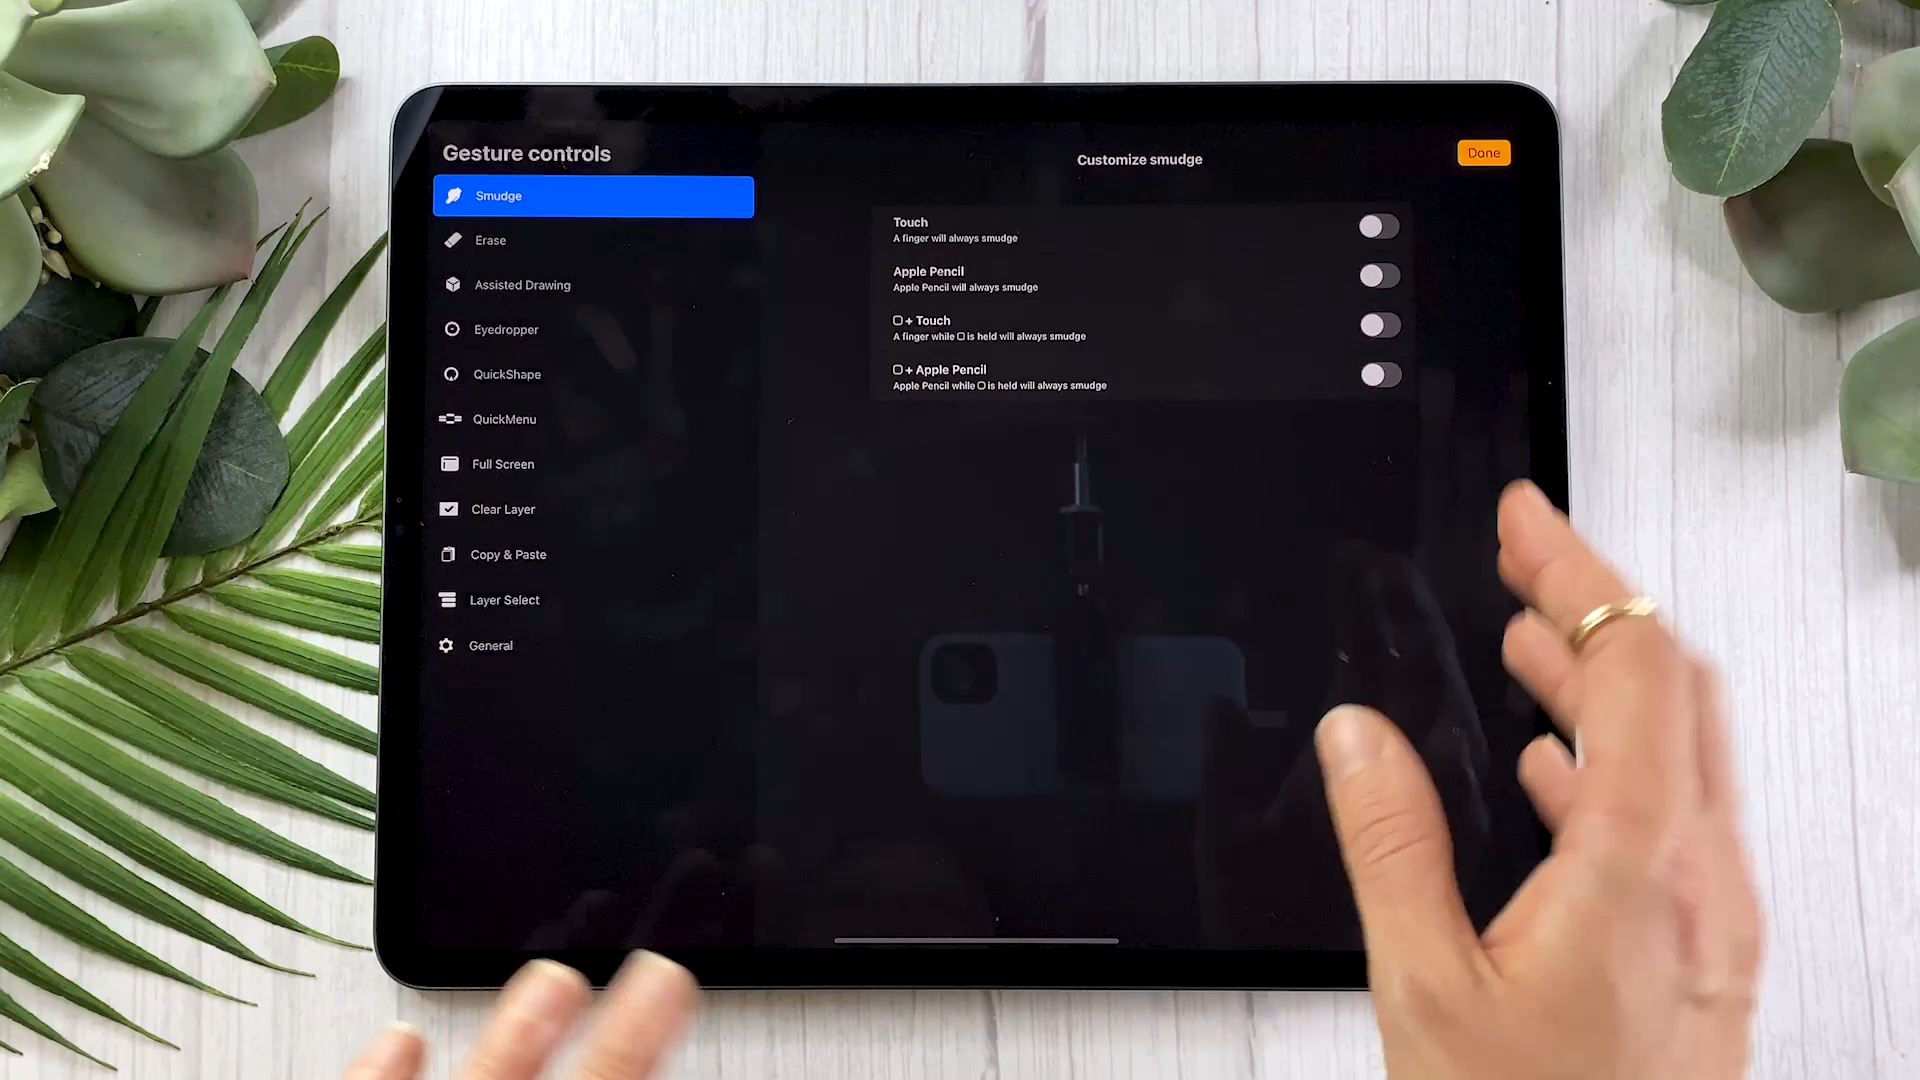 Gesture controls
Smudge
Erase
Assisted Drawing
Eyedropper
QuickShape
QuickMenu
Full Screen
Clear Layer
Copy & Paste
Layer Select
General
Customize smudge
Done
Touch
A finger will always smudge
Apple Pencil
Apple Pencil will always smudge
▢ + Touch
A finger while ▢ is held will always smudge
▢ + Apple Pencil
Apple Pencil while ▢ is held will always smudge